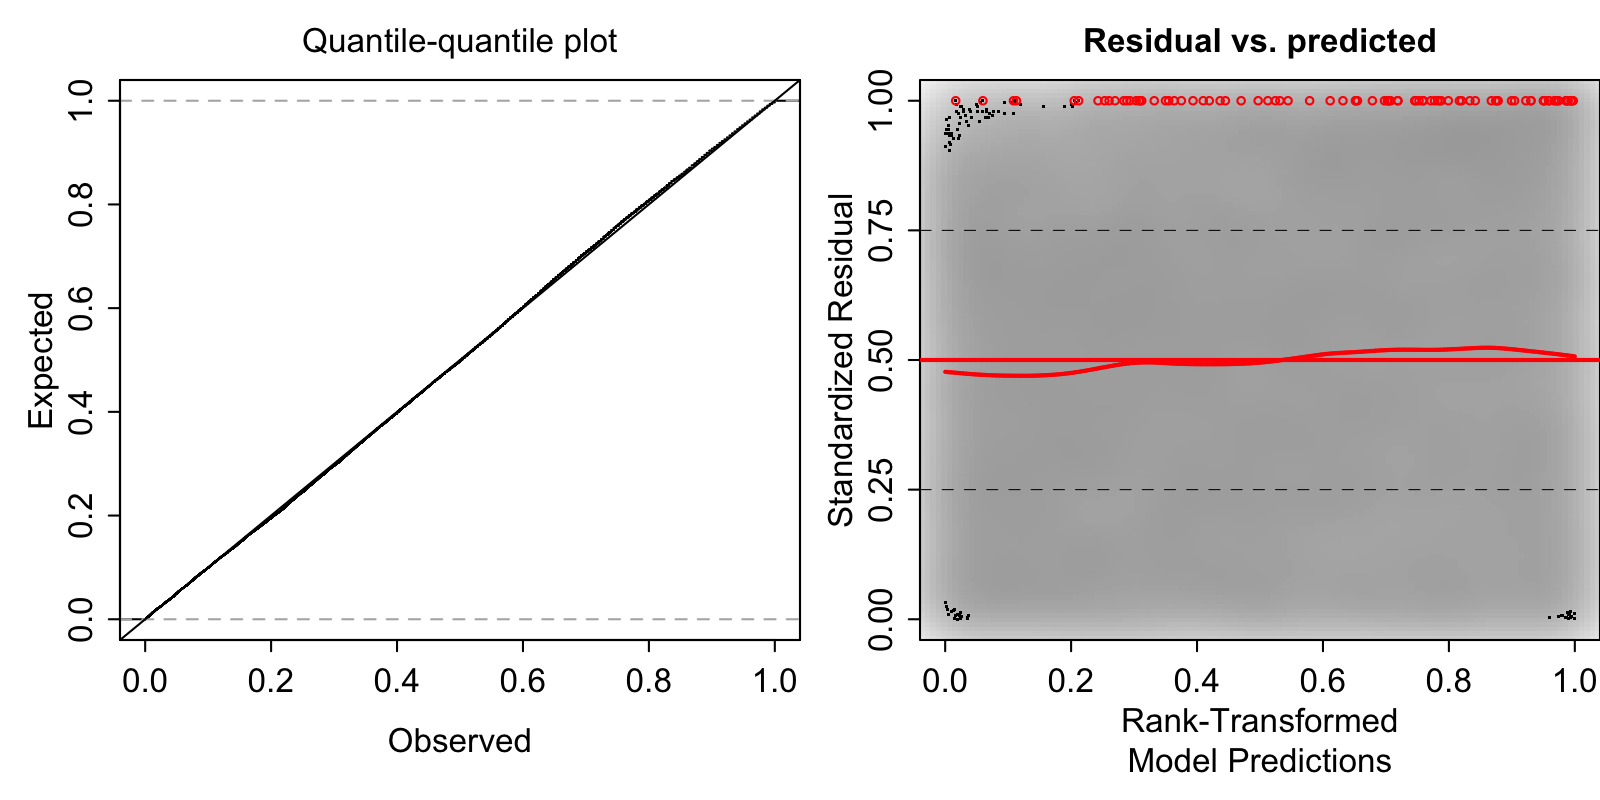 Quantile-quantile plot
Expected
0.0 0.2 0.4 0.6 0.8 1.0
0.0 0.2 0.4 0.6 0.8 1.0
Observed
Residual vs. predicted
Standardized Residual
0.00 0.25 0.50 0.75 1.00
0.0 0.2 0.4 0.6 0.8 1.0
Rank-Transformed
Model Predictions